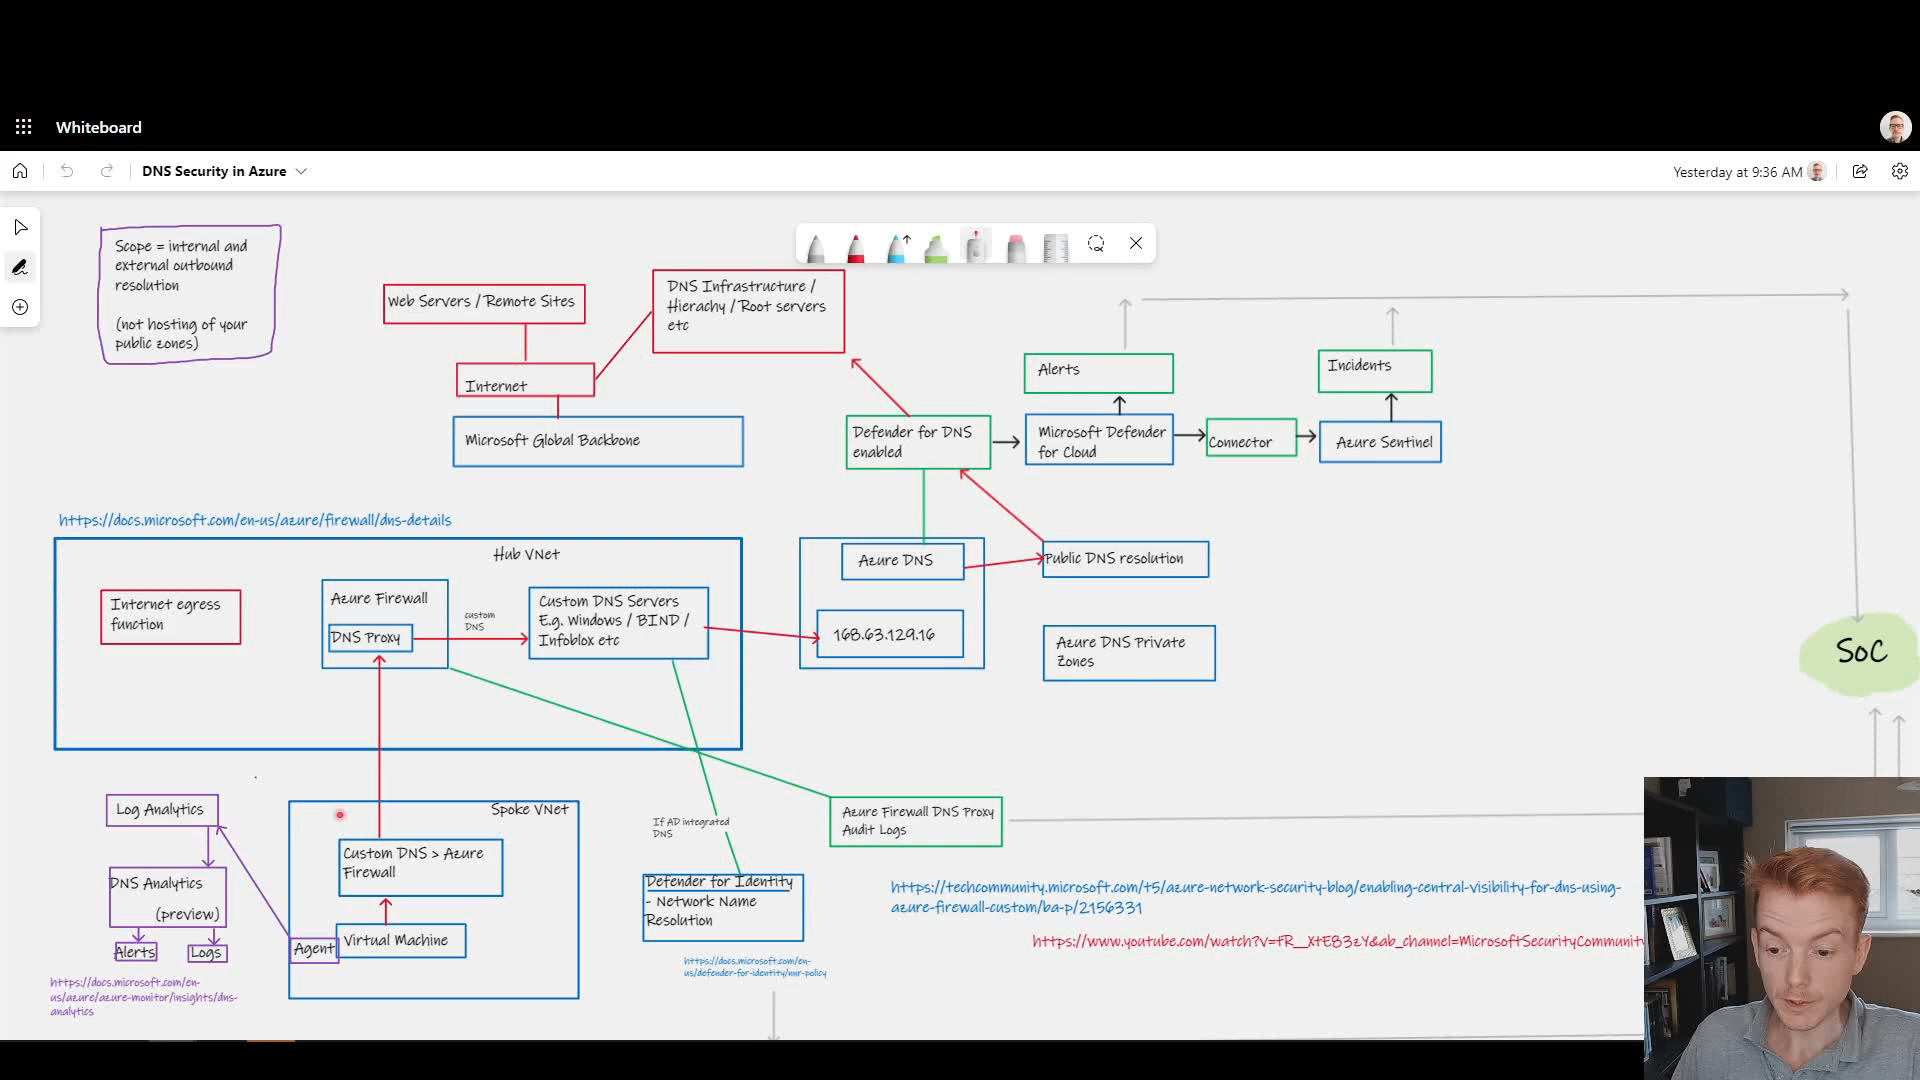 Whiteboard
DNS Security in Azure
Yesterday at 9:36 AM
Scope = internal and
external outbound
resolution
(not hosting of your
public zones)
Web Servers / Remote Sites
DNS Infrastructure /
Hierachy / Root servers
etc
Internet
Microsoft Global Backbone
Alerts
Incidents
Defender for DNS
enabled
Microsoft Defender
for Cloud
Connector
Azure Sentinel
https://docs.microsoft.com/en-us/azure/firewall/dns-details
Hub VNet
Internet egress
function
Azure Firewall
DNS Proxy
custom
DNS
Custom DNS Servers
E.g. Windows / BIND /
Infoblox etc
Azure DNS
168.63.129.16
Public DNS resolution
Azure DNS Private
Zones
SoC
Log Analytics
DNS Analytics
(preview)
Alerts
Logs
https://docs.microsoft.com/en-
us/azure/azure-monitor/insights/dns-
analytics
Spoke VNet
Custom DNS > Azure
Firewall
Agent
Virtual Machine
If AD integrated
DNS
Defender for Identity
- Network Name
Resolution
https://docs.microsoft.com/en-
us/defender-for-identity/nnr-policy
Azure Firewall DNS Proxy
Audit Logs
https://techcommunity.microsoft.com/t5/azure-network-security-blog/enabling-central-visibility-for-dns-using-
azure-firewall-custom/ba-p/2156331